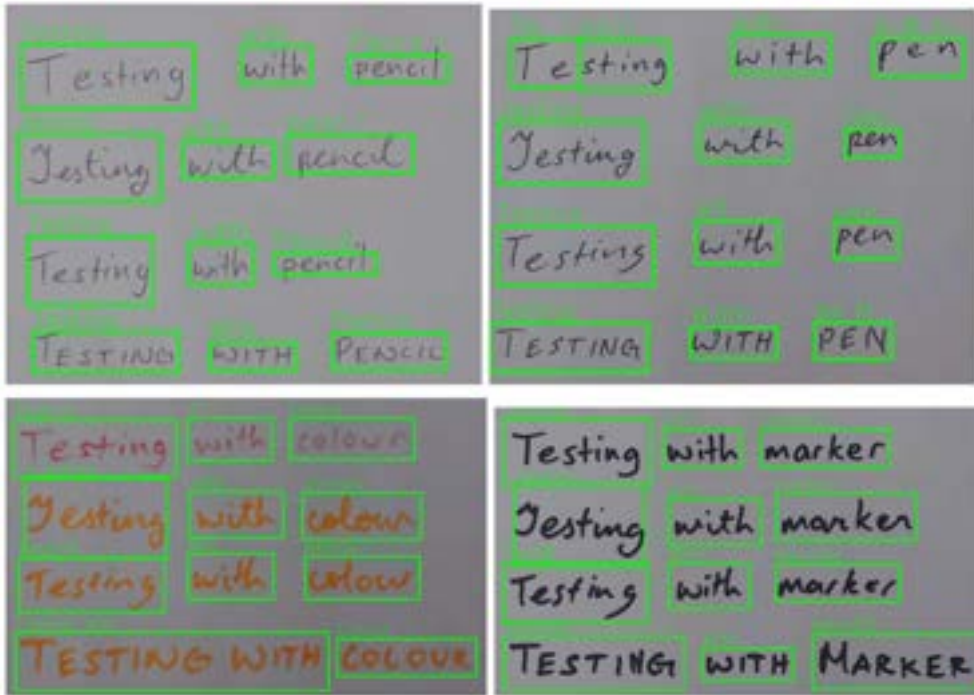 Testing with pencil
Testing with pencil
Testing with pencil
TESTING WITH PENCIL
Testing with pen
Testing with pen
Testing with pen
TESTING WITH PEN
Testing with colour
Testing with colour
Testing with colour
TESTING WITH COLOUR
Testing with marker
Testing with marker
Testing with marker
TESTING WITH MARKER